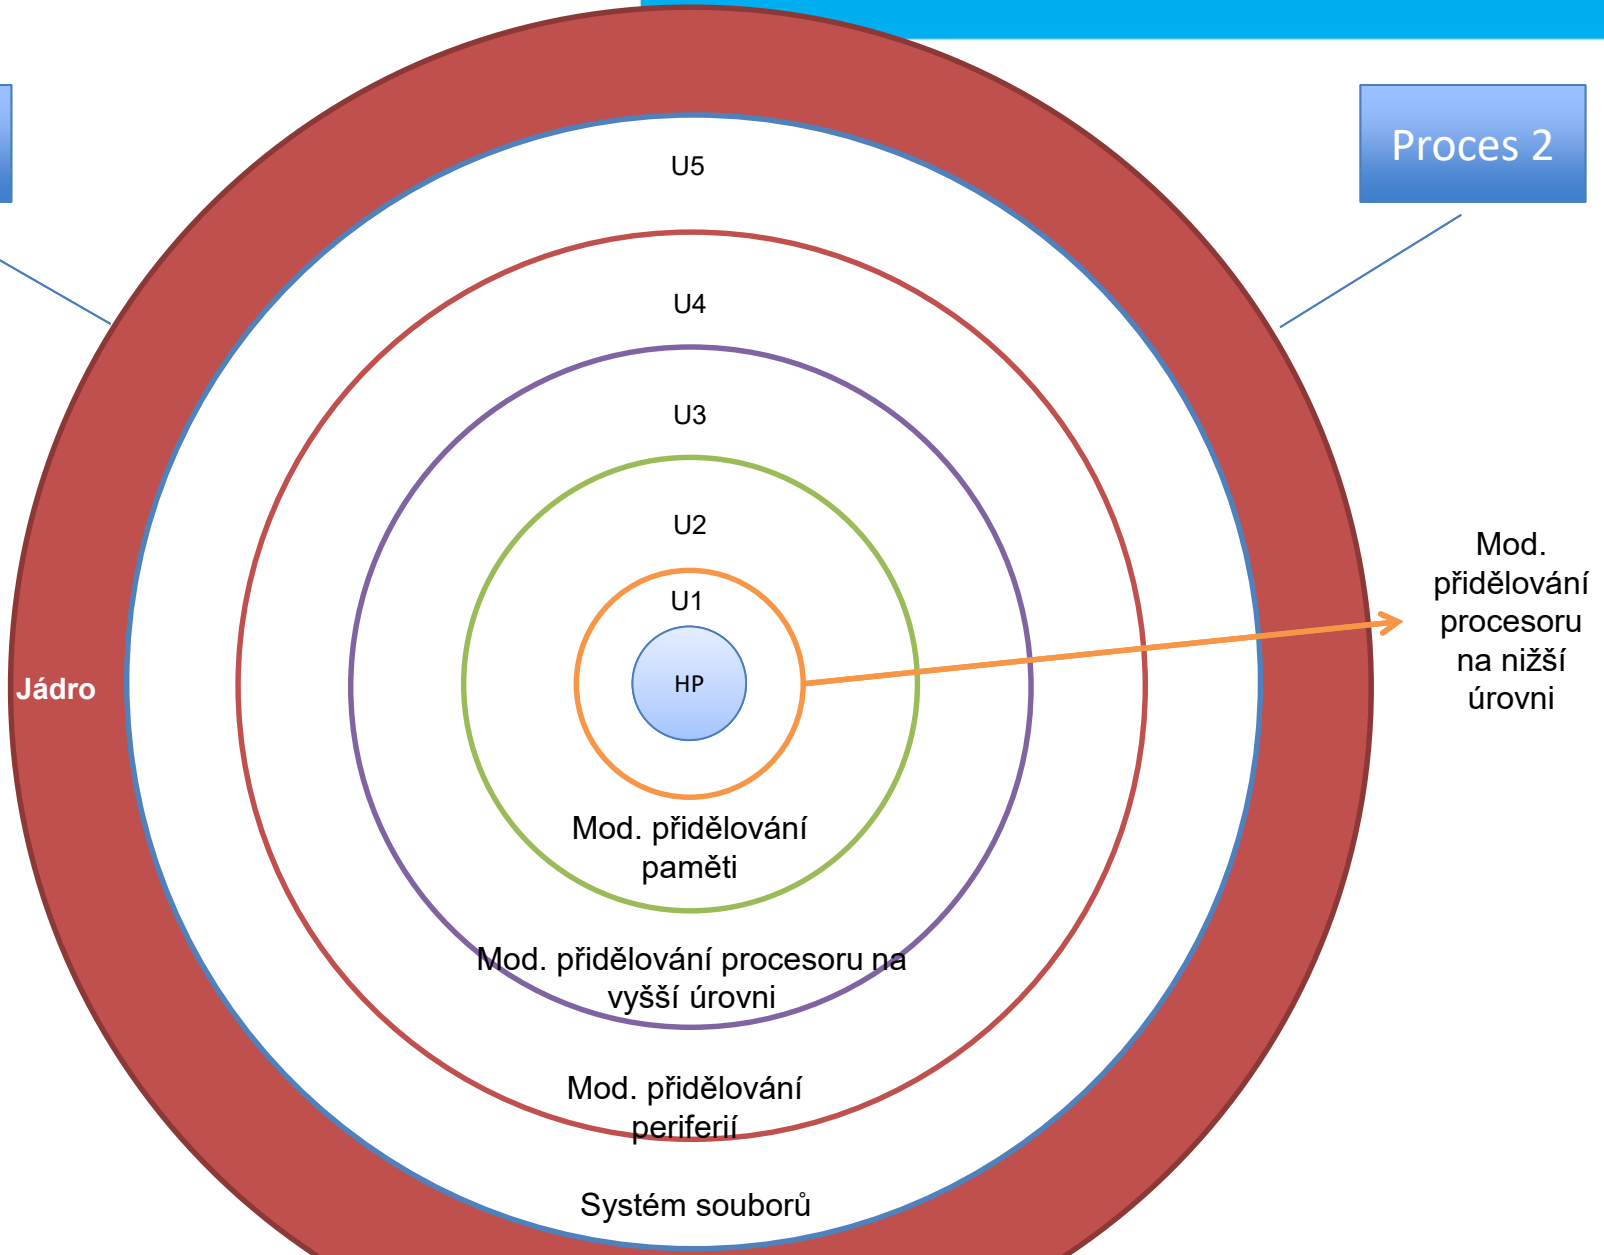 Proces 2
U5
U4
U3
U2
U1
HP
Jádro
Mod.
přidělování
procesoru
na nižší
úrovni
Mod. přidělování
paměti
Mod. přidělování procesoru na
vyšší úrovni
Mod. přidělování
periferií
Systém souborů